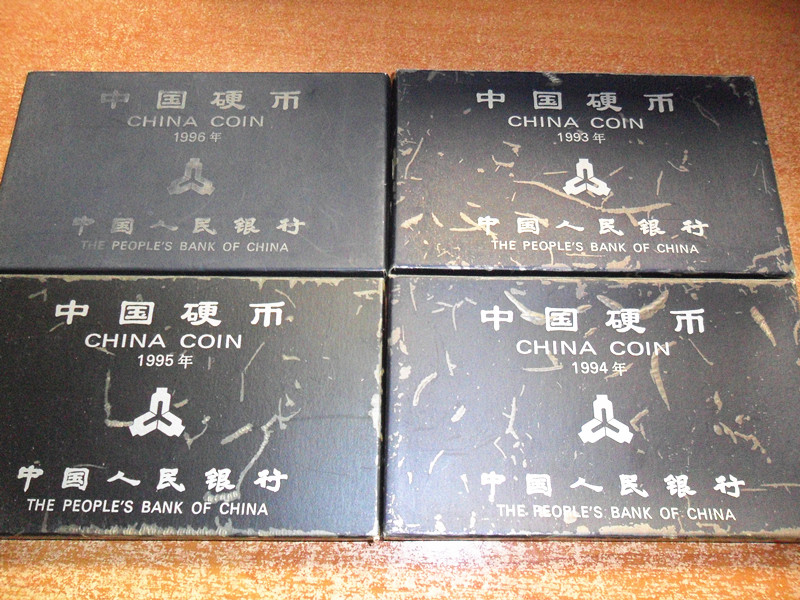 中国硬币
CHINA COIN
1996年
中国人民银行
THE PEOPLE'S BANK OF CHINA
中国硬币
CHINA COIN
1993年
中国人民银行
THE PEOPLE'S BANK OF CHINA
中国硬币
CHINA COIN
1995年
中国人民银行
THE PEOPLE'S BANK OF CHINA
中国硬币
CHINA COIN
1994年
中国人民银行
THE PEOPLE'S BANK OF CHINA